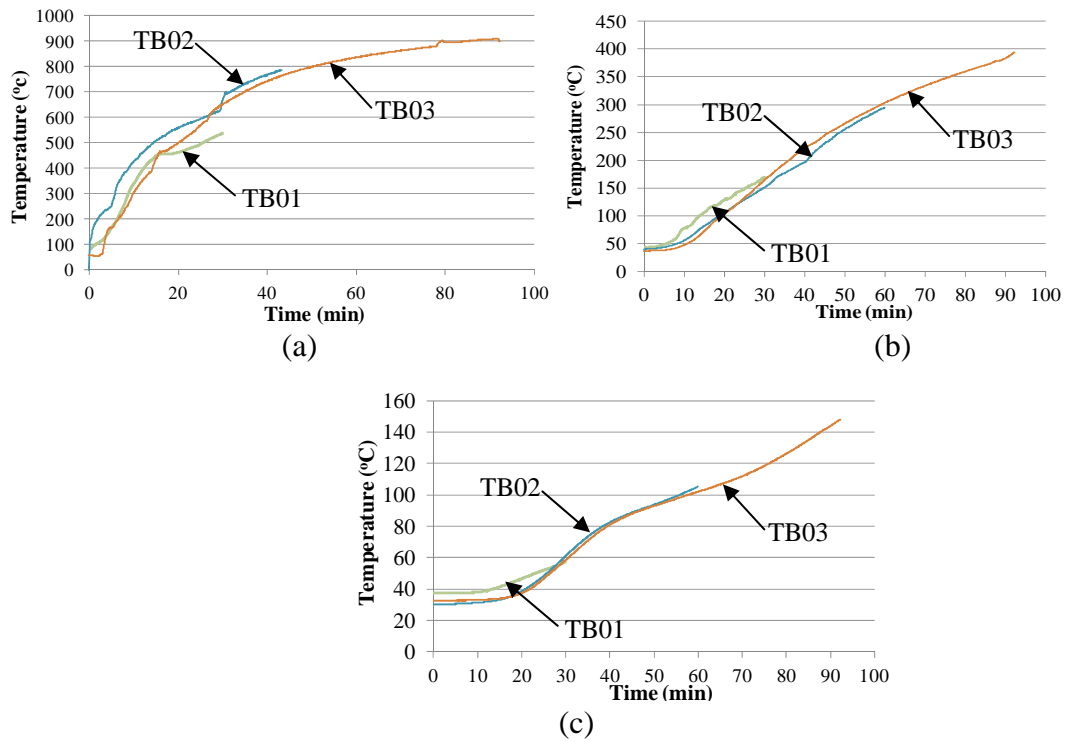 1000
900
800
700
600
500
400
300
200
100
0
Temperature (ºc)
TB02
TB03
TB01
0 20 40 60 80 100
Time (min)
(a)
450
400
350
300
250
200
150
100
50
0
Temperature (ºC)
TB02
TB03
TB01
0 10 20 30 40 50 60 70 80 90 100
Time (min)
(b)
160
140
120
100
80
60
40
20
0
Temperature (ºC)
TB02
TB03
TB01
0 10 20 30 40 50 60 70 80 90 100
Time (min)
(c)